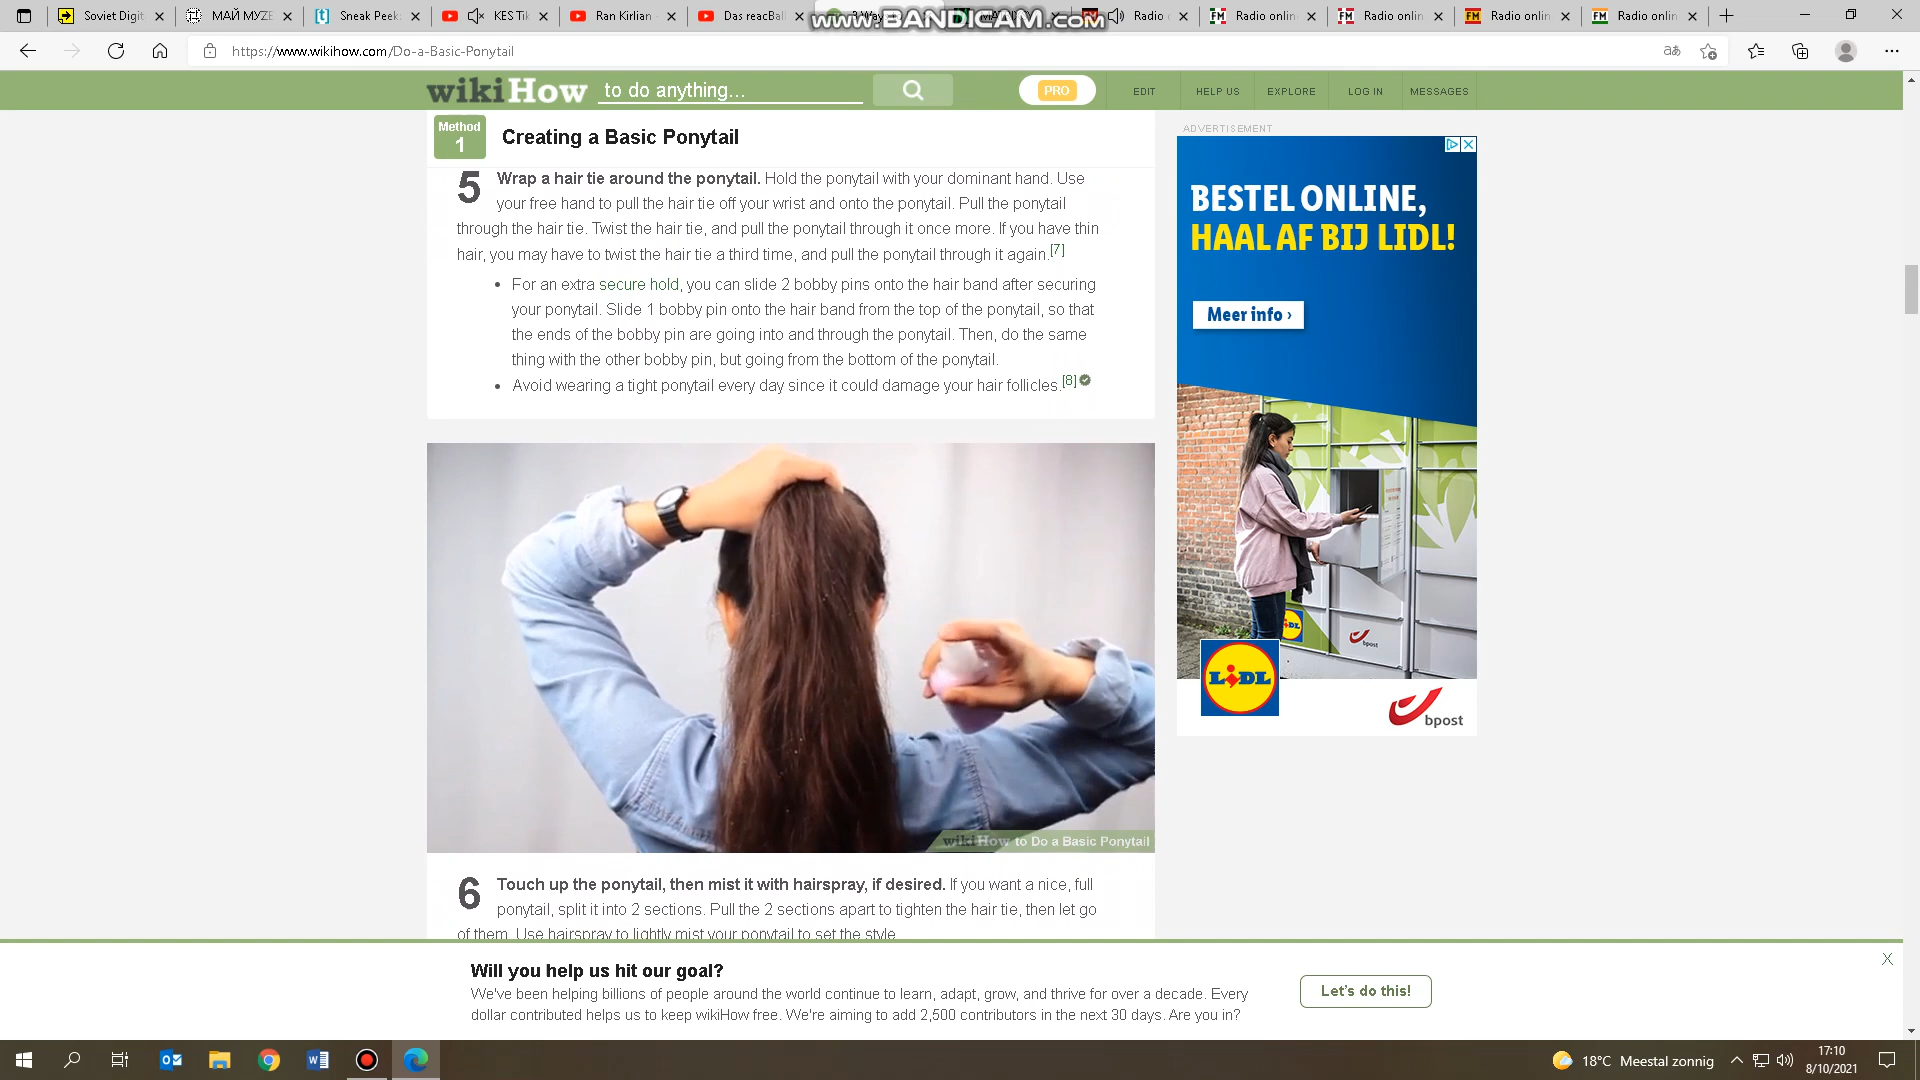 Soviet Digit
МАЙ МУZE
Sneak Peek:
KES Tik
Ran Kirlian -
Das reacBall
Radio o
Radio onlin
Radio onlin
Radio onlin
Radio onlin
www.BANDICAM.com
https://www.wikihow.com/Do-a-Basic-Ponytail
wikiHow
to do anything...
PRO
EDIT
HELP US
EXPLORE
LOG IN
MESSAGES
Method
1
Creating a Basic Ponytail
5 Wrap a hair tie around the ponytail. Hold the ponytail with your dominant hand. Use
your free hand to pull the hair tie off your wrist and onto the ponytail. Pull the ponytail
through the hair tie. Twist the hair tie, and pull the ponytail through it once more. If you have thin
hair, you may have to twist the hair tie a third time, and pull the ponytail through it again.[7]
• For an extra secure hold, you can slide 2 bobby pins onto the hair band after securing
your ponytail. Slide 1 bobby pin onto the hair band from the top of the ponytail, so that
the ends of the bobby pin are going into and through the ponytail. Then, do the same
thing with the other bobby pin, but going from the bottom of the ponytail.
• Avoid wearing a tight ponytail every day since it could damage your hair follicles.[8]
wikiHow to Do a Basic Ponytail
6 Touch up the ponytail, then mist it with hairspray, if desired. If you want a nice, full
ponytail, split it into 2 sections. Pull the 2 sections apart to tighten the hair tie, then let go
of them. Use hairspray to lightly mist your ponytail to set the style.
ADVERTISEMENT
BESTEL ONLINE,
HAAL AF BIJ LIDL!
Meer info ›
LIDL
bpost
LIDL
bpost
Will you help us hit our goal?
We've been helping billions of people around the world continue to learn, adapt, grow, and thrive for over a decade. Every
dollar contributed helps us to keep wikiHow free. We're aiming to add 2,500 contributors in the next 30 days. Are you in?
Let's do this!
X
18°C Meestal zonnig
17:10
8/10/2021